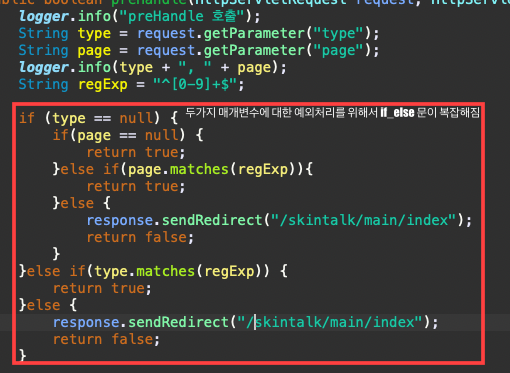 public boolean preHandle(HttpServletRequest request, Http
logger.info("preHandle 호출");
String type = request.getParameter("type");
String page = request.getParameter("page");
logger.info(type + ", " + page);
String regExp = "^[0-9]+$";
if (type == null) { 두가지 매개변수에 대한 예외처리를 위해서 if_else 문이 복잡해짐
if(page == null) {
return true;
}else if(page.matches(regExp)){
return true;
}else {
response.sendRedirect("/skintalk/main/index");
return false;
}
}else if(type.matches(regExp)) {
return true;
}else {
response.sendRedirect("/skintalk/main/index");
return false;
}